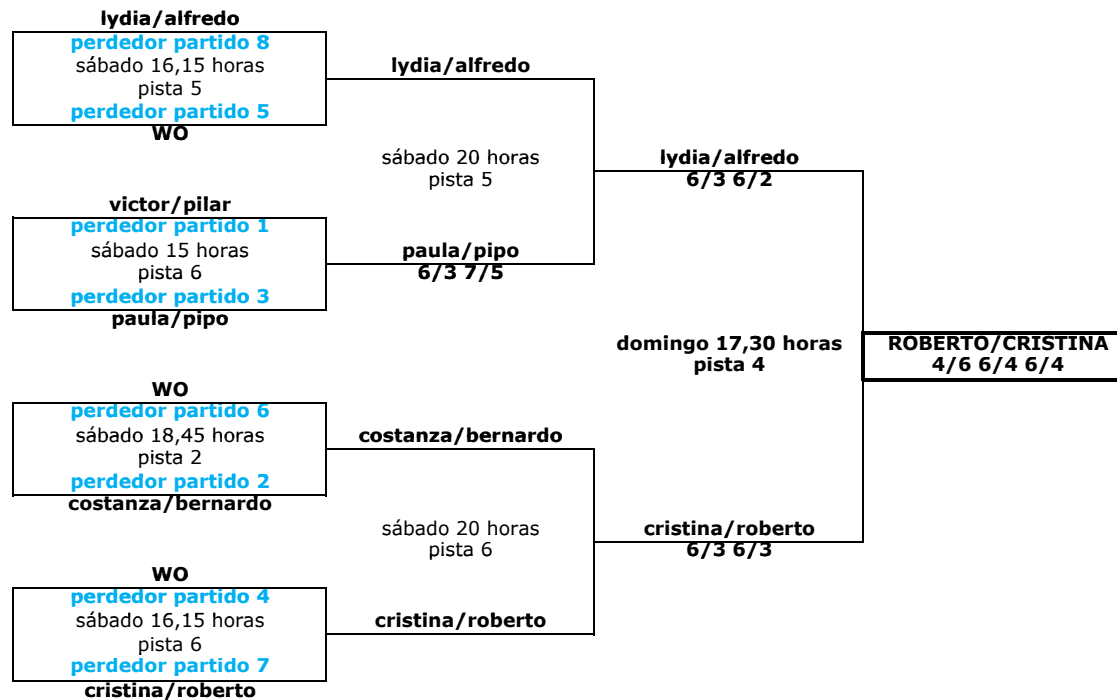 lydia/alfredo
perdedor partido 8
sábado 16,15 horas
pista 5
perdedor partido 5
WO
lydia/alfredo
sábado 20 horas
pista 5
victor/pilar
perdedor partido 1
sábado 15 horas
pista 6
perdedor partido 3
paula/pipo
paula/pipo
6/3 7/5
lydia/alfredo
6/3 6/2
domingo 17,30 horas
pista 4
ROBERTO/CRISTINA
4/6 6/4 6/4
WO
perdedor partido 6
sábado 18,45 horas
pista 2
perdedor partido 2
costanza/bernardo
costanza/bernardo
sábado 20 horas
pista 6
cristina/roberto
6/3 6/3
WO
perdedor partido 4
sábado 16,15 horas
pista 6
perdedor partido 7
cristina/roberto
cristina/roberto